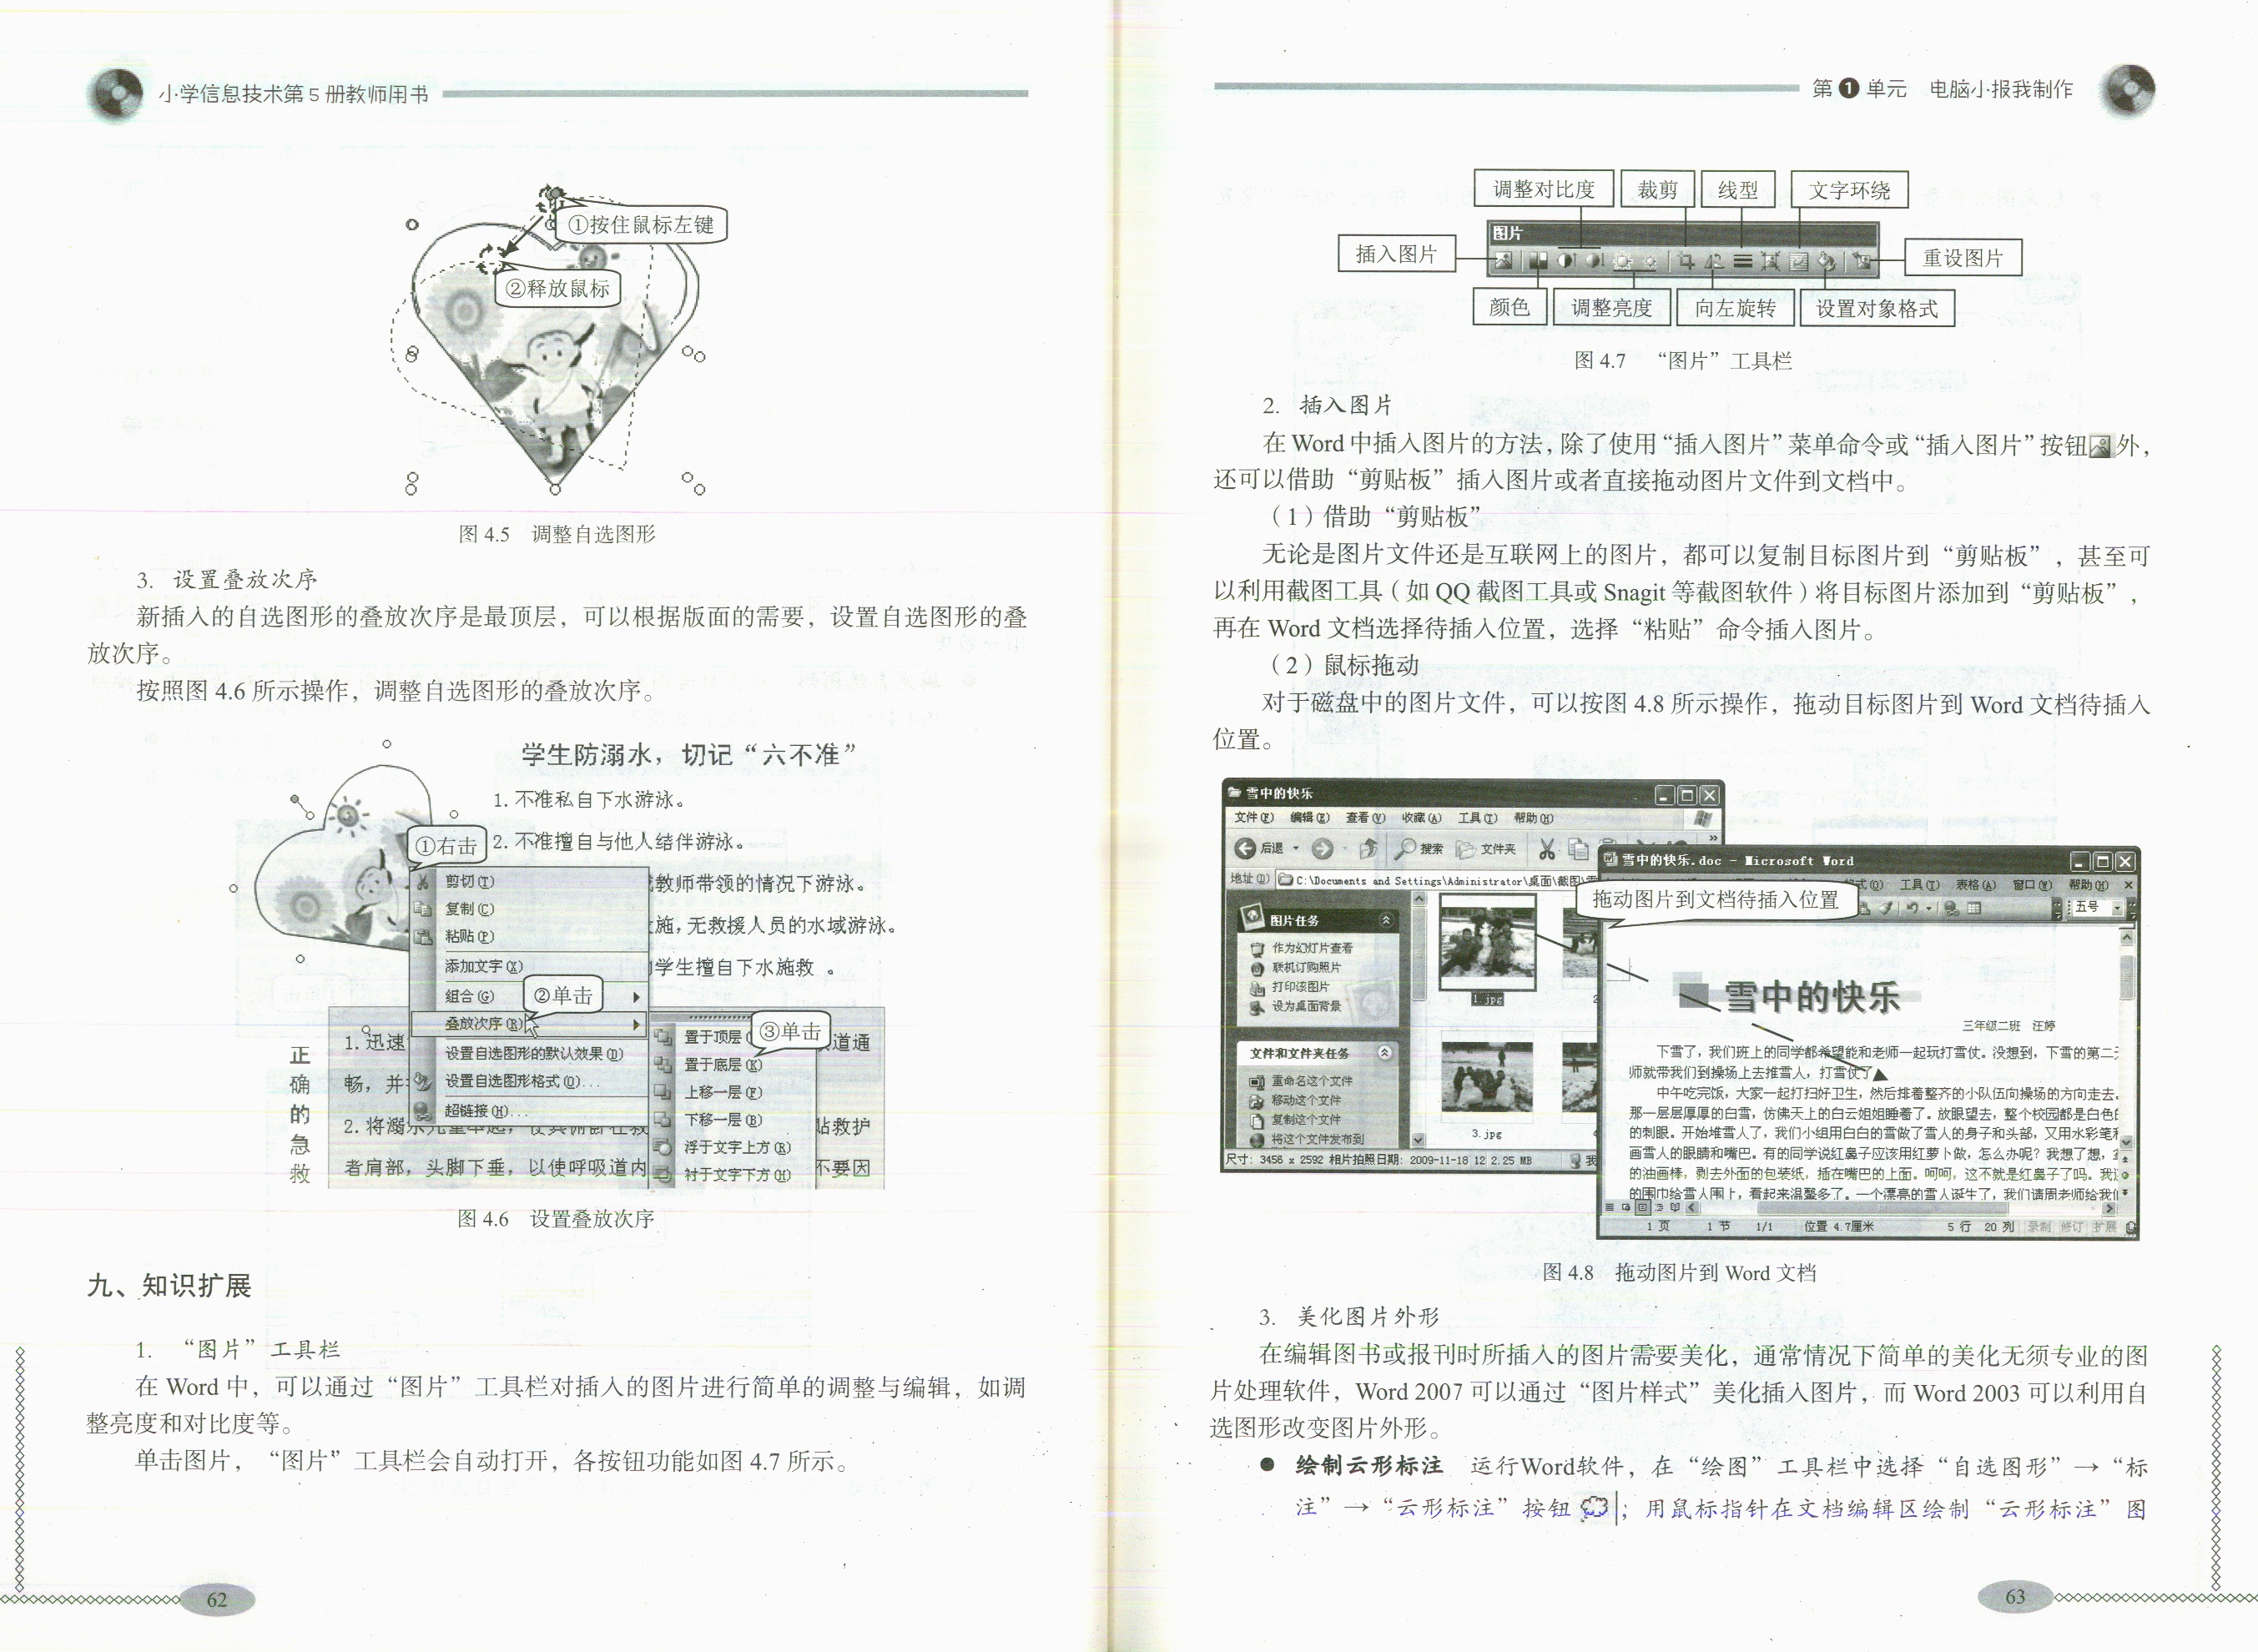 小学信息技术第5册教师用书
①按住鼠标左键
②释放鼠标
图 4.5 调整自选图形
3. 设置叠放次序
新插入的自选图形的叠放次序是最顶层，可以根据版面的需要，设置自选图形的叠
放次序。
按照图 4.6 所示操作，调整自选图形的叠放次序。
学生防溺水，切记“六不准”
1. 不准私自下水游泳。
2. 不准擅自与他人结伴游泳。
教师带领的情况下游泳。
施，无救援人员的水域游泳。
学生擅自下水施救 。
①右击
剪切(T)
复制(C)
粘贴(P)
添加文字(X)
组合(G)
②单击
叠放次序(R)
设置自选图形的默认效果(D)
设置自选图形格式(O)...
超链接(H)...
③单击
置于顶层
置于底层(K)
上移一层(F)
下移一层(B)
浮于文字上方(R)
衬于文字下方(H)
正确的急救
1. 迅速
道通
畅，并
2. 将溺水儿童
救护
者肩部，头脚下垂，以使呼吸道内
不要因
图 4.6 设置叠放次序
九、知识扩展
1. “图片”工具栏
在 Word 中，可以通过“图片”工具栏对插入的图片进行简单的调整与编辑，如调
整亮度和对比度等。
单击图片，“图片”工具栏会自动打开，各按钮功能如图 4.7 所示。
62
第1单元 电脑小报我制作
调整对比度 裁剪 线型 文字环绕
图片
插入图片
重设图片
颜色 调整亮度 向左旋转 设置对象格式
图 4.7 “图片”工具栏
2. 插入图片
在 Word 中插入图片的方法，除了使用“插入图片”菜单命令或“插入图片”按钮外，
还可以借助“剪贴板”插入图片或者直接拖动图片文件到文档中。
（1）借助“剪贴板”
无论是图片文件还是互联网上的图片，都可以复制目标图片到“剪贴板”，甚至可
以利用截图工具（如 QQ 截图工具或 Snagit 等截图软件）将目标图片添加到“剪贴板”，
再在 Word 文档选择待插入位置，选择“粘贴”命令插入图片。
（2）鼠标拖动
对于磁盘中的图片文件，可以按图 4.8 所示操作，拖动目标图片到 Word 文档待插入
位置。
雪中的快乐
文件(F) 编辑(E) 查看(V) 收藏(A) 工具(T) 帮助(H)
后退 搜索 文件夹
地址(D) C:\Documents and Settings\Administrator\桌面\截图\
图片任务
作为幻灯片查看
联机订购照片
打印该图片
设为桌面背景
文件和文件夹任务
重命名这个文件
移动这个文件
复制这个文件
将这个文件发布到
1.jpg
3.jpg
尺寸: 3456 x 2592 相片拍照日期: 2009-11-18 12 2.25 MB
雪中的快乐.doc - Microsoft Word
(O) 工具(T) 表格(A) 窗口(W) 帮助(H)
五号
拖动图片到文档待插入位置
雪中的快乐
三年级二班 汪婷
下雪了，我们班上的同学都希望能和老师一起玩打雪仗。没想到，下雪的第二天
师就带我们到操场上去推雪人，打雪仗了
中午吃完饭，大家一起打扫好卫生，然后排着整齐的小队伍向操场的方向走去。
那一层层厚厚的白雪，仿佛天上的白云姐姐睡着了。放眼望去，整个校园都是白色的
的刺眼。开始堆雪人了，我们小组用白白的雪做了雪人的身子和头部，又用水彩笔
画雪人的眼睛和嘴巴。有的同学说红鼻子应该用红萝卜做，怎么办呢？我想了想，
的油画棒，剥去外面的包装纸，插在嘴巴的上面。呵呵，这不就是红鼻子了吗。我
的围巾给雪人围上，看起来温馨多了。一个漂亮的雪人诞生了，我们请周老师给我们
1 页 1 节 1/1 位置 4.7厘米 5 行 20 列 录制 修订 扩展
图 4.8 拖动图片到 Word 文档
3. 美化图片外形
在编辑图书或报刊时所插入的图片需要美化，通常情况下简单的美化无须专业的图
片处理软件，Word 2007 可以通过“图片样式”美化插入图片，而 Word 2003 可以利用自
选图形改变图片外形。
● 绘制云形标注 运行Word软件，在“绘图”工具栏中选择“自选图形”→“标
注”→“云形标注”按钮；用鼠标指针在文档编辑区绘制“云形标注”图
63